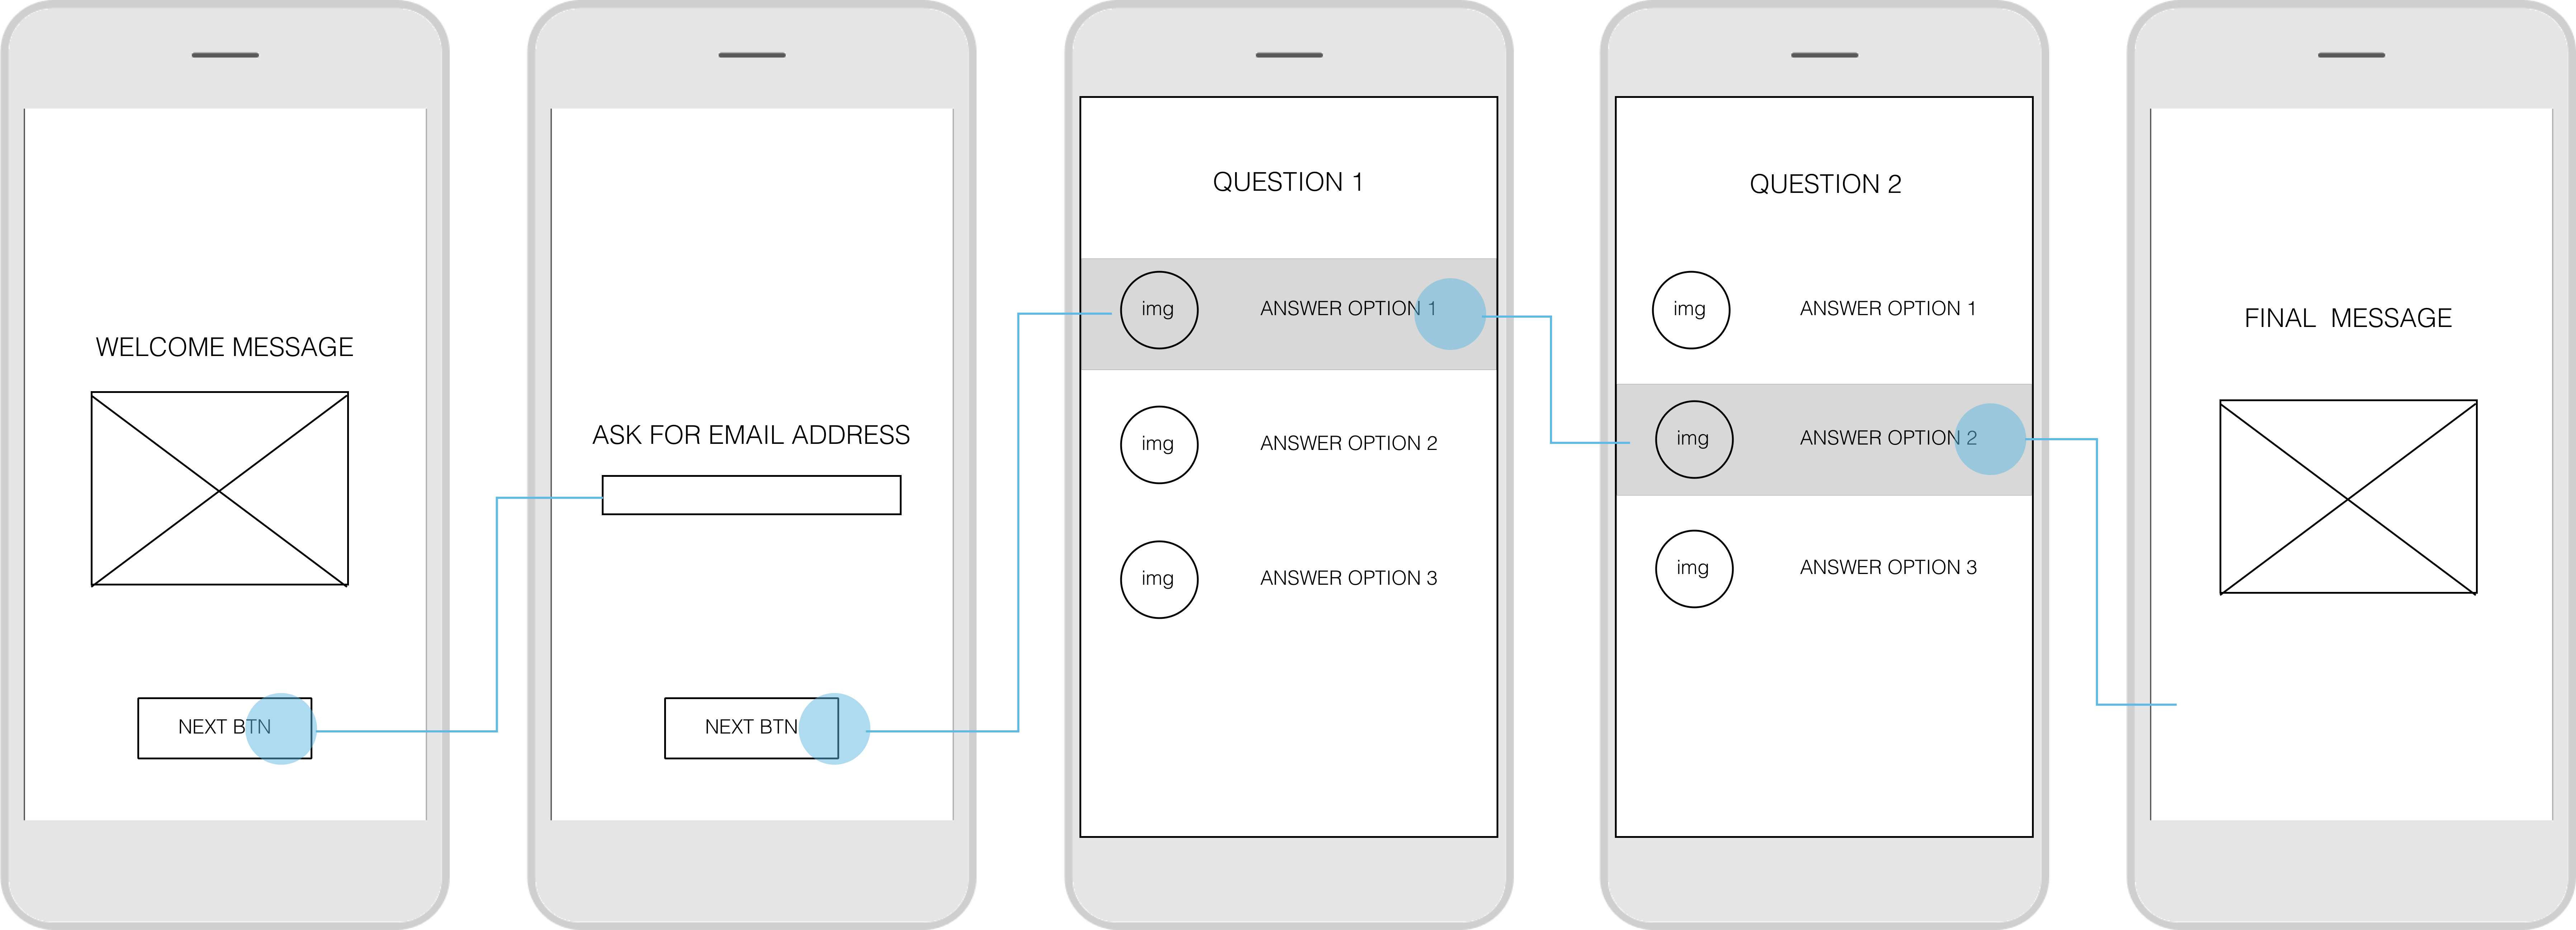 WELCOME MESSAGE
NEXT BTN
ASK FOR EMAIL ADDRESS
NEXT BTN
QUESTION 1
img ANSWER OPTION 1
img ANSWER OPTION 2
img ANSWER OPTION 3
QUESTION 2
img ANSWER OPTION 1
img ANSWER OPTION 2
img ANSWER OPTION 3
FINAL MESSAGE